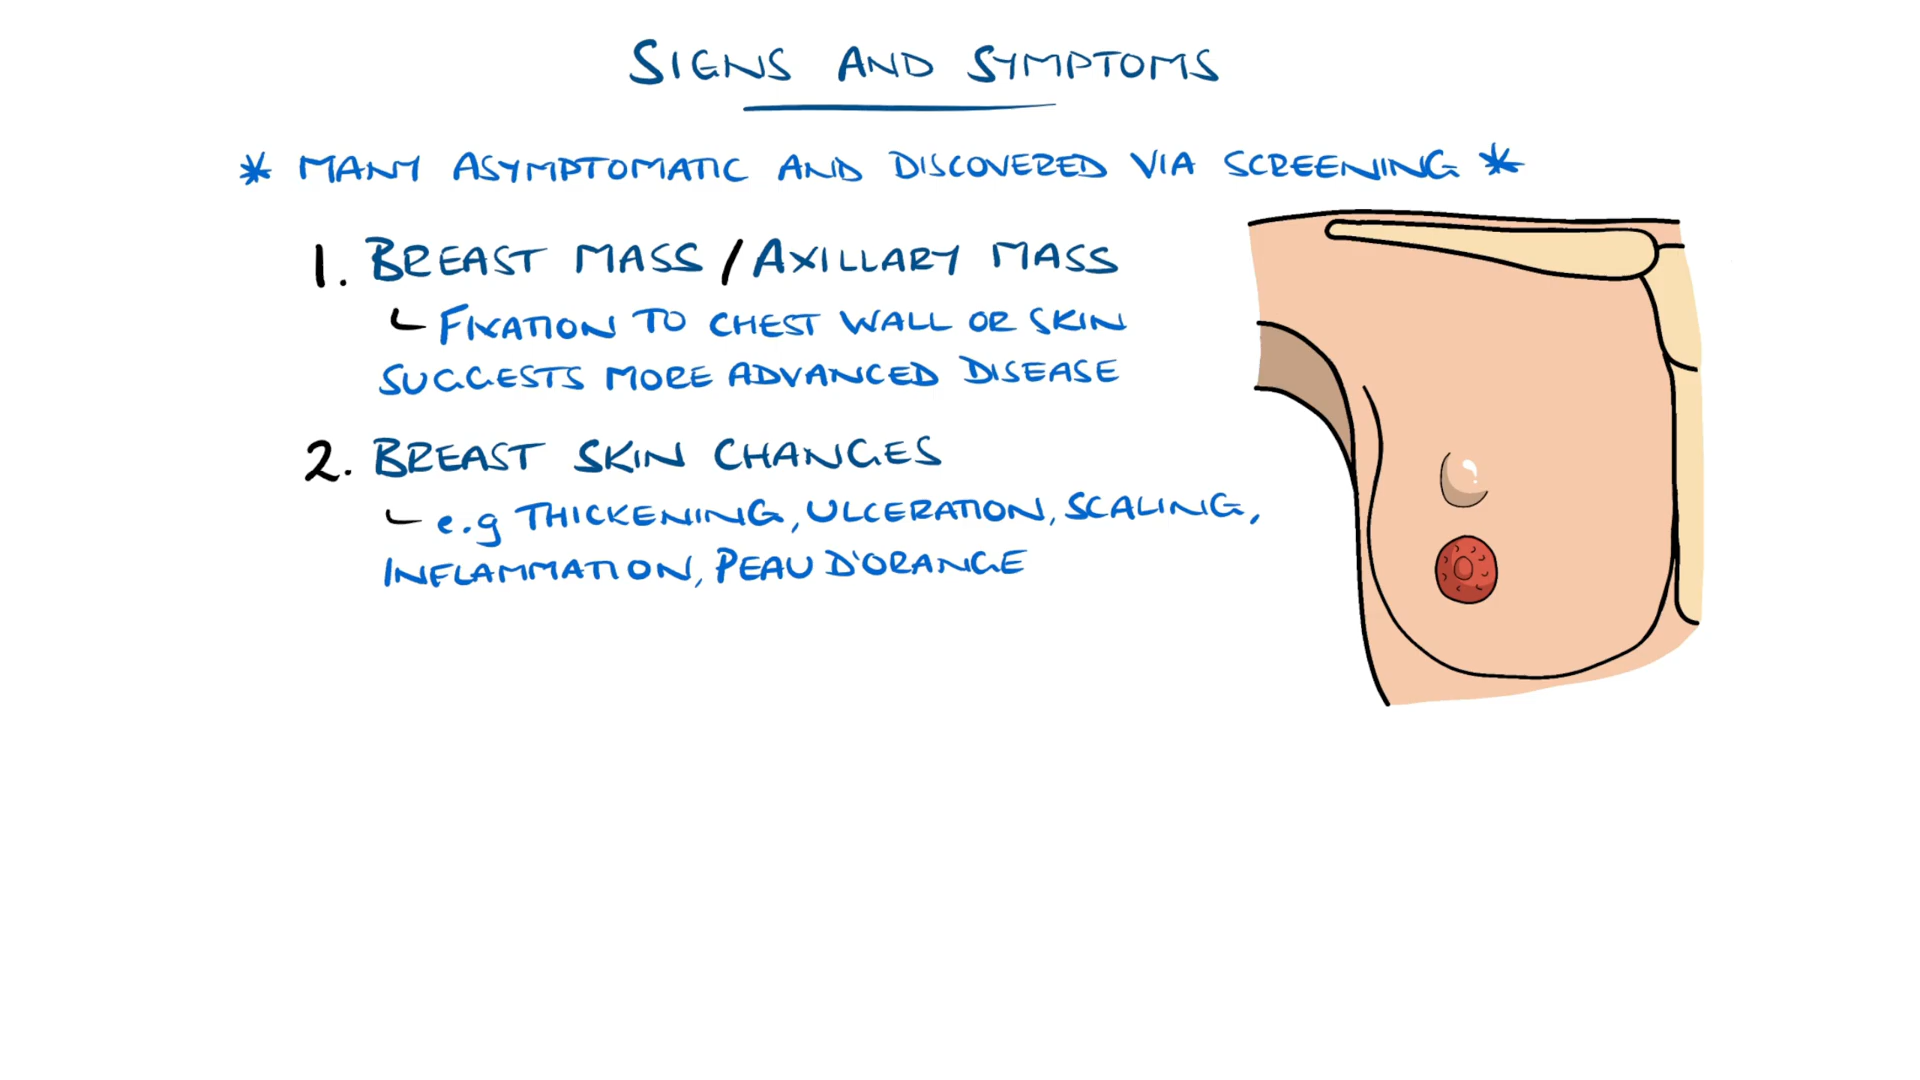 SIGNS AND SYMPTOMS
* MANY ASYMPTOMATIC AND DISCOVERED VIA SCREENING *
1. BREAST MASS / AXILLARY MASS
FIXATION TO CHEST WALL OR SKIN
SUGGESTS MORE ADVANCED DISEASE
2. BREAST SKIN CHANGES
e.g THICKENING, ULCERATION, SCALING,
INFLAMMATION, PEAU D'ORANGE